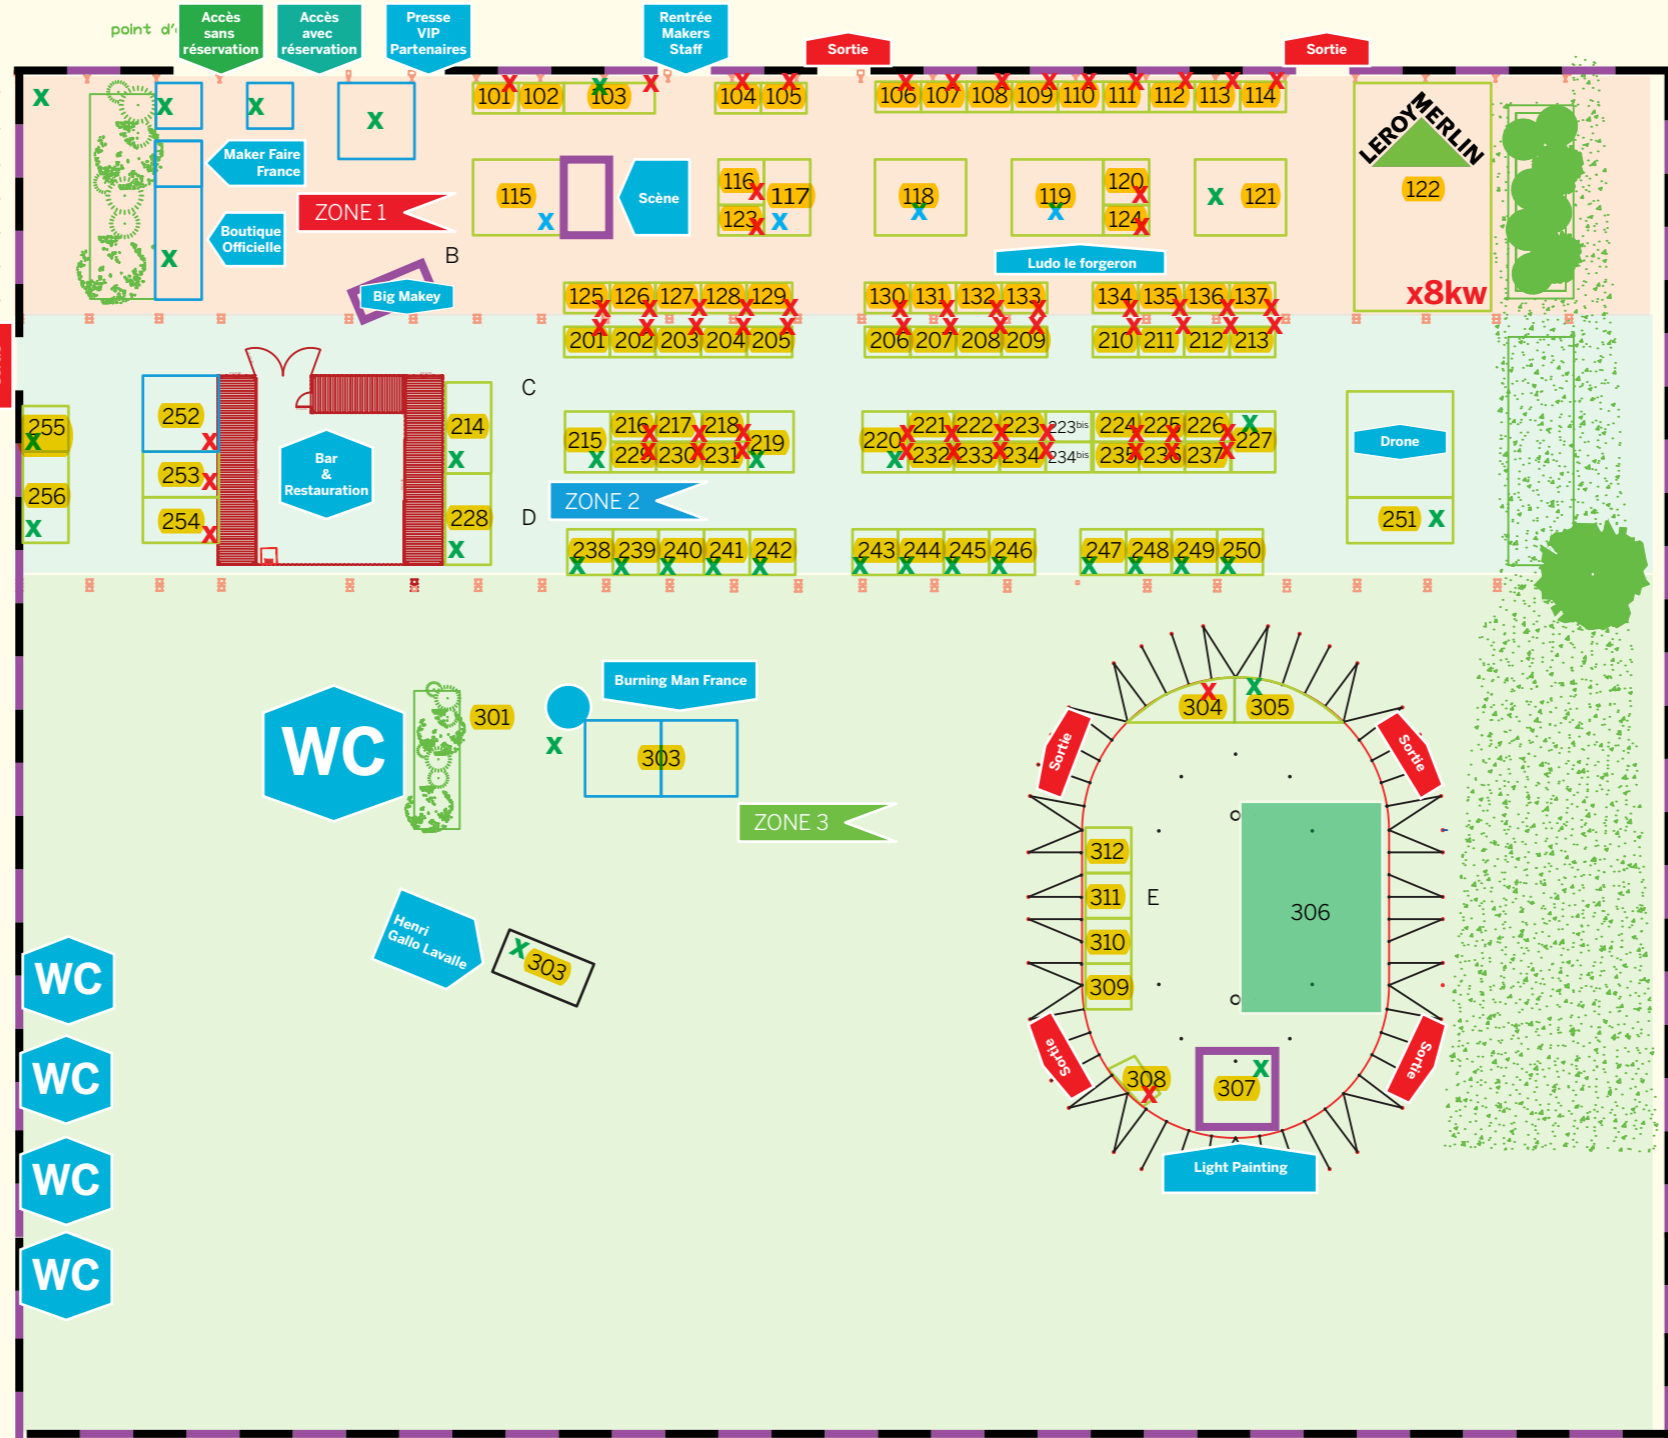 point d'
Accès
sans
réservation
Accès
avec
réservation
Presse
VIP
Partenaires
Rentrée
Makers
Staff
Sortie
Sortie
X X X X
101 102 103
104 105
106 107 108 109 110 111 112 113 114
LEROY MERLIN
122
x8kw
Maker Faire
France
Boutique
Officielle
ZONE 1
B
Big Makey
115
Scène
116
117
123
118
119
120
124
121
Ludo le forgeron
125 126 127 128 129
130 131 132 133
134 135 136 137
201 202 203 204 205
206 207 208 209
210 211 212 213
C
255
256
252
253
254
Bar
&
Restauration
214
228
215
216 217 218
219
229 230 231
220
221 222 223 223bis
232 233 234 234bis
224 225 226
227
235 236 237
Drone
251
ZONE 2
D
238 239 240 241 242
243 244 245 246
247 248 249 250
WC
301
Burning Man France
303
ZONE 3
304 305
Sortie
Sortie
312
311
310
309
E
306
Henri
Gallo Lavalle
303
WC
WC
WC
WC
Sortie
Sortie
308
307
Light Painting